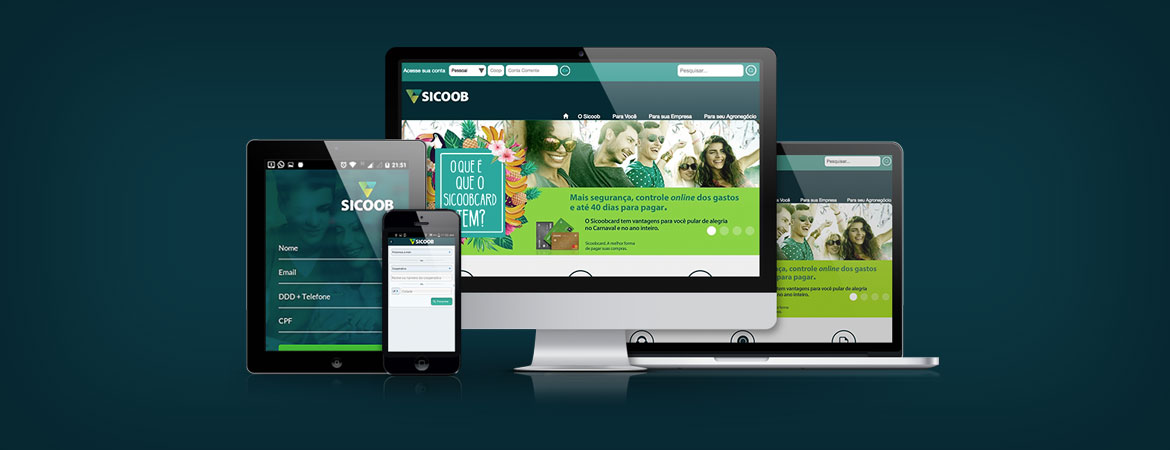 Acesse sua conta
Pessoal
Coop
Conta Corrente
Pesquisar...
SICOOB
O Sicoob
Para Você
Para sua Empresa
Para seu Agronegócio
O QUE É
QUE O
SICOOBCARD
TEM?
Mais segurança, controle online dos gastos
e até 40 dias para pagar.
O Sicoobcard tem vantagens para você pular de alegria
no Carnaval e no ano inteiro.
Sicoobcard. A melhor forma
de pagar suas compras.
21:51
SICOOB
Nome
Email
DDD + Telefone
CPF
SICOOB
Pesquisar...
Você
Para sua Empresa
Para seu Agronegócio
segurança, controle online dos gastos
para pagar.
tem vantagens para você pular de alegria
no ano inteiro.